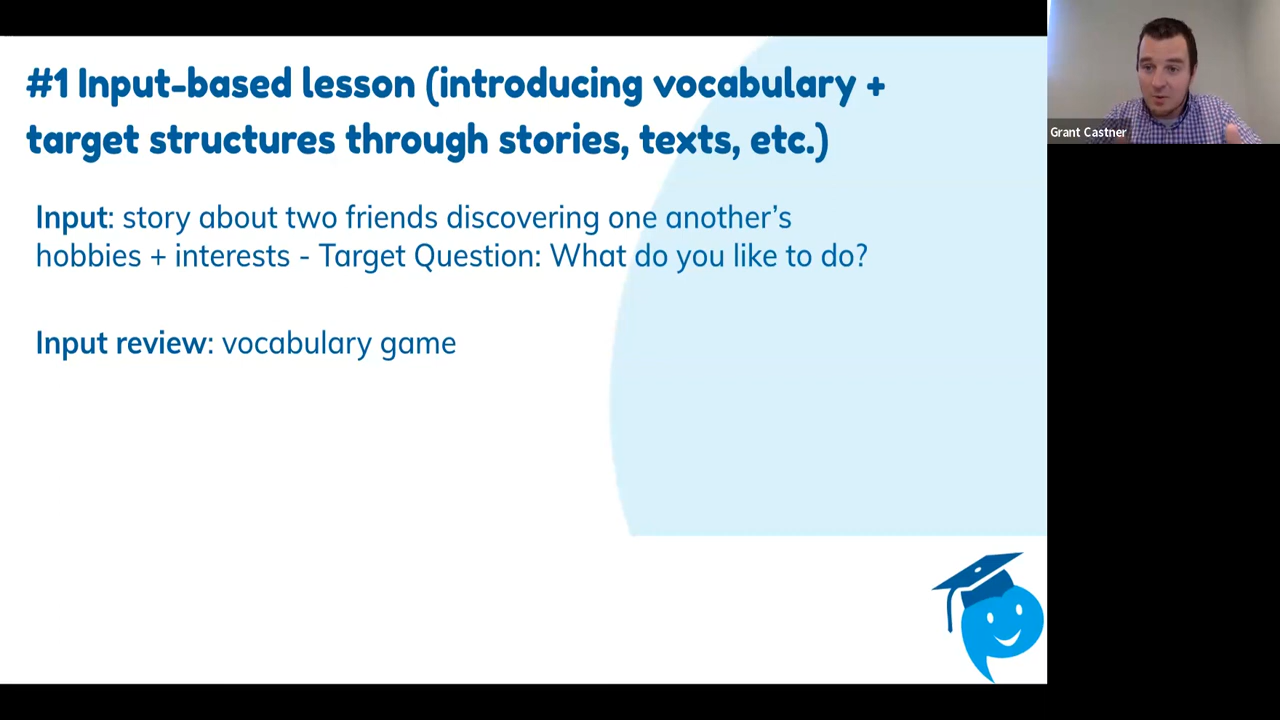 #1 Input-based lesson (introducing vocabulary +
target structures through stories, texts, etc.)
Input: story about two friends discovering one another’s
hobbies + interests - Target Question: What do you like to do?
Input review: vocabulary game
Grant Castner